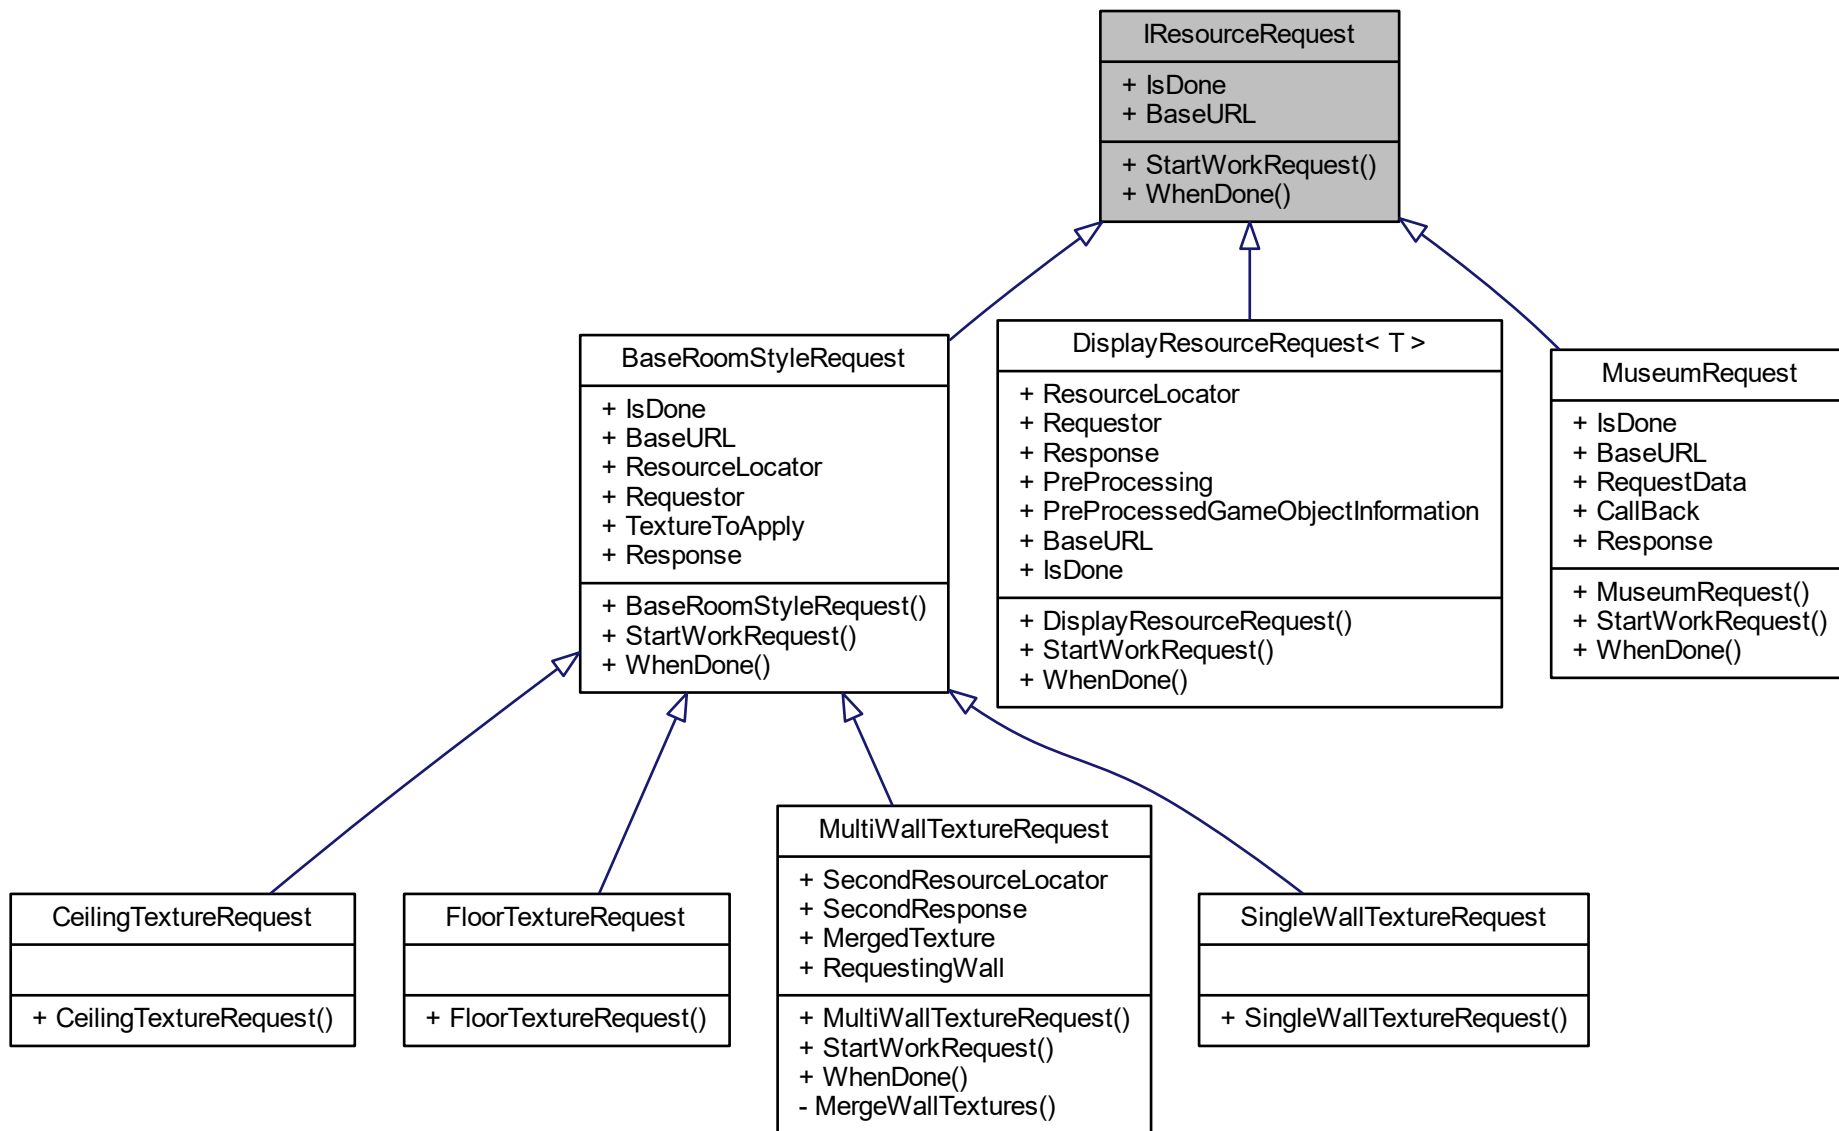 IResourceRequest
+ IsDone
+ BaseURL
+ StartWorkRequest()
+ WhenDone()
BaseRoomStyleRequest
+ IsDone
+ BaseURL
+ ResourceLocator
+ Requestor
+ TextureToApply
+ Response
+ BaseRoomStyleRequest()
+ StartWorkRequest()
+ WhenDone()
DisplayResourceRequest< T >
+ ResourceLocator
+ Requestor
+ Response
+ PreProcessing
+ PreProcessedGameObjectInformation
+ BaseURL
+ IsDone
+ DisplayResourceRequest()
+ StartWorkRequest()
+ WhenDone()
MuseumRequest
+ IsDone
+ BaseURL
+ RequestData
+ CallBack
+ Response
+ MuseumRequest()
+ StartWorkRequest()
+ WhenDone()
CeilingTextureRequest
+ CeilingTextureRequest()
FloorTextureRequest
+ FloorTextureRequest()
MultiWallTextureRequest
+ SecondResourceLocator
+ SecondResponse
+ MergedTexture
+ RequestingWall
+ MultiWallTextureRequest()
+ StartWorkRequest()
+ WhenDone()
- MergeWallTextures()
SingleWallTextureRequest
+ SingleWallTextureRequest()